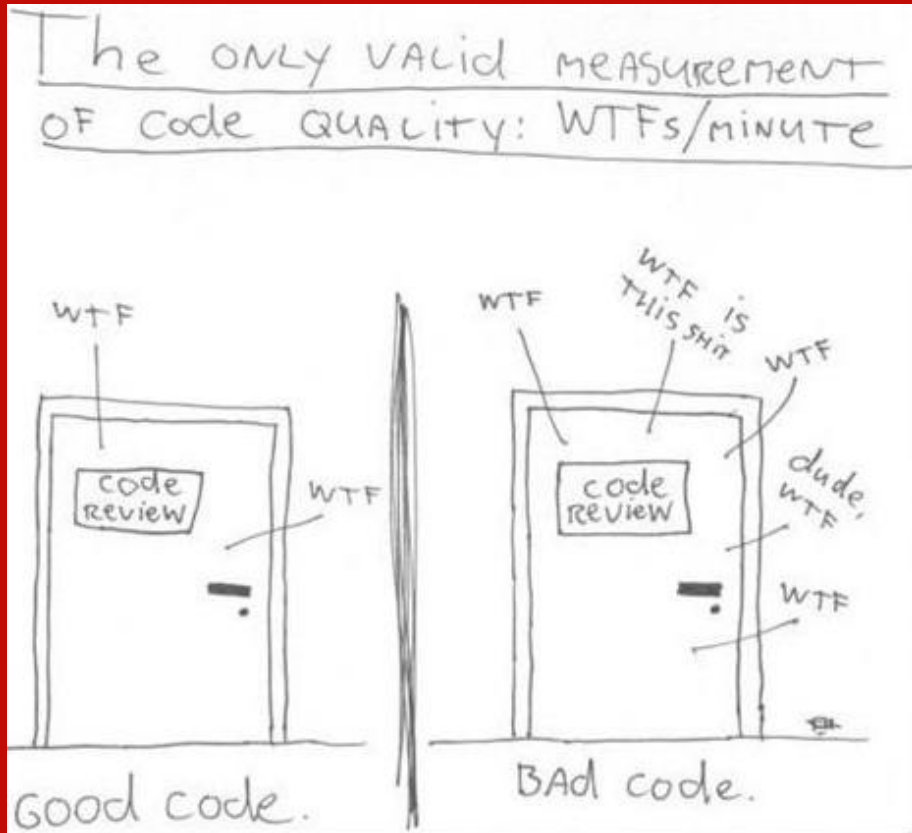 The ONLY VALid MEASUREMENT
OF Code QUALITY: WTFs/MINUTE
WTF
code
REVIEW
WTF
Good code.
WTF
WTF is
THIS SHIT
WTF
code
REVIEW
dude,
WTF
WTF
BAd code.